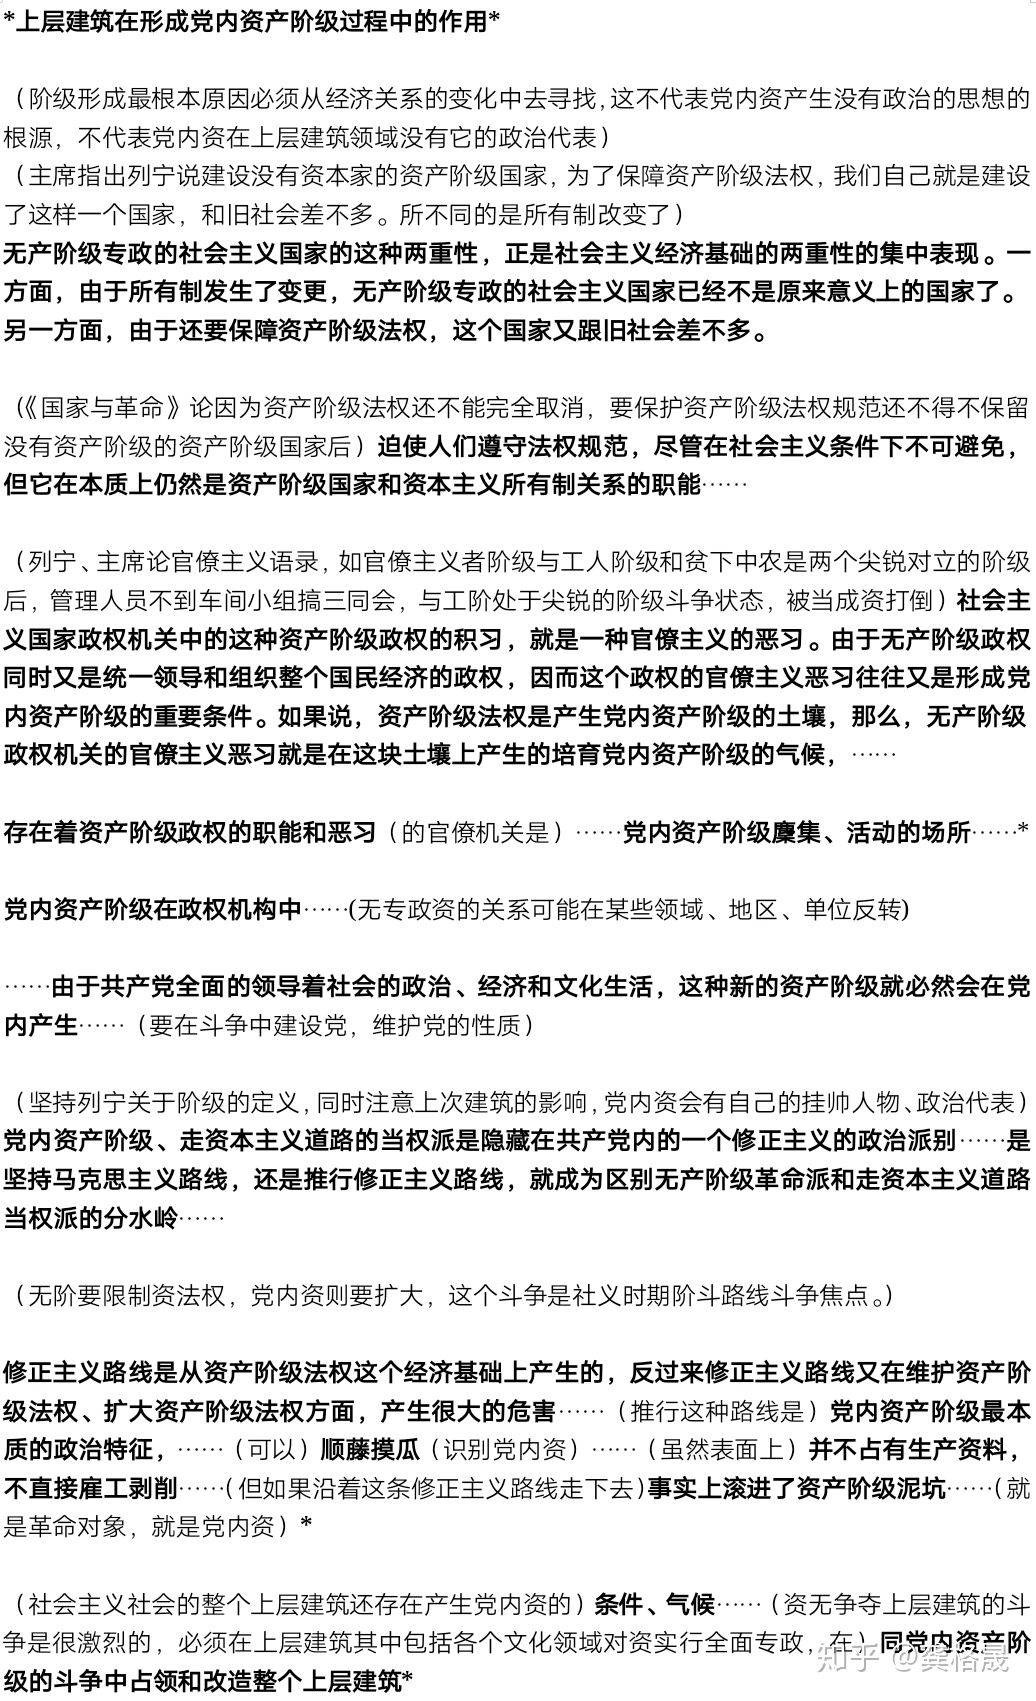 *上层建筑在形成党内资产阶级过程中的作用*
（阶级形成最根本原因必须从经济关系的变化中去寻找,这不代表党内资产生没有政治的思想的
根源，不代表党内资在上层建筑领域没有它的政治代表）
（主席指出列宁说建设没有资本家的资产阶级国家，为了保障资产阶级法权，我们自己就是建设
了这样一个国家，和旧社会差不多。所不同的是所有制改变了）
无产阶级专政的社会主义国家的这种两重性，正是社会主义经济基础的两重性的集中表现。一
方面，由于所有制发生了变更，无产阶级专政的社会主义国家已经不是原来意义上的国家了。
另一方面，由于还要保障资产阶级法权，这个国家又跟旧社会差不多。
（《国家与革命》论因为资产阶级法权还不能完全取消，要保护资产阶级法权规范还不得不保留
没有资产阶级的资产阶级国家后）迫使人们遵守法权规范，尽管在社会主义条件下不可避免，
但它在本质上仍然是资产阶级国家和资本主义所有制关系的职能……
（列宁、主席论官僚主义语录，如官僚主义者阶级与工人阶级和贫下中农是两个尖锐对立的阶级
后，管理人员不到车间小组搞三同会，与工阶处于尖锐的阶级斗争状态，被当成资打倒）社会主
义国家政权机关中的这种资产阶级政权的积习，就是一种官僚主义的恶习。由于无产阶级政权
同时又是统一领导和组织整个国民经济的政权，因而这个政权的官僚主义恶习往往又是形成党
内资产阶级的重要条件。如果说，资产阶级法权是产生党内资产阶级的土壤，那么，无产阶级
政权机关的官僚主义恶习就是在这块土壤上产生的培育党内资产阶级的气候，……
存在着资产阶级政权的职能和恶习（的官僚机关是）……党内资产阶级麇集、活动的场所……*
党内资产阶级在政权机构中……(无专政资的关系可能在某些领域、地区、单位反转)
……由于共产党全面的领导着社会的政治、经济和文化生活，这种新的资产阶级就必然会在党
内产生……（要在斗争中建设党，维护党的性质）
（坚持列宁关于阶级的定义,同时注意上次建筑的影响,党内资会有自己的挂帅人物、政治代表）
党内资产阶级、走资本主义道路的当权派是隐藏在共产党内的一个修正主义的政治派别……是
坚持马克思主义路线，还是推行修正主义路线，就成为区别无产阶级革命派和走资本主义道路
当权派的分水岭……
（无阶要限制资法权，党内资则要扩大，这个斗争是社义时期阶斗路线斗争焦点。）
修正主义路线是从资产阶级法权这个经济基础上产生的，反过来修正主义路线又在维护资产阶
级法权、扩大资产阶级法权方面，产生很大的危害……（推行这种路线是）党内资产阶级最本
质的政治特征，……（可以）顺藤摸瓜（识别党内资）……（虽然表面上）并不占有生产资料，
不直接雇工剥削……（但如果沿着这条修正主义路线走下去）事实上滚进了资产阶级泥坑……（就
是革命对象，就是党内资）*
（社会主义社会的整个上层建筑还存在产生党内资的）条件、气候……（资无争夺上层建筑的斗
争是很激烈的，必须在上层建筑其中包括各个文化领域对资实行全面专政，在）同党内资产阶
级的斗争中占领和改造整个上层建筑*
知乎 @龚格晟